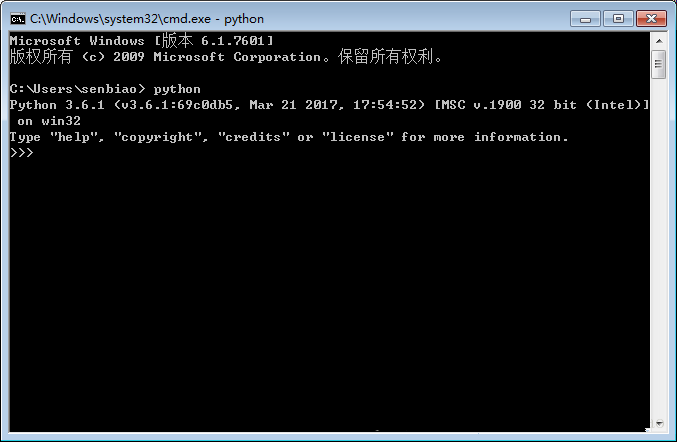 C:\Windows\system32\cmd.exe - python
Microsoft Windows [版本 6.1.7601]
版权所有 (c) 2009 Microsoft Corporation。保留所有权利。
C:\Users\senbiao> python
Python 3.6.1 (v3.6.1:69c0db5, Mar 21 2017, 17:54:52) [MSC v.1900 32 bit (Intel)]
 on win32
Type "help", "copyright", "credits" or "license" for more information.
>>>